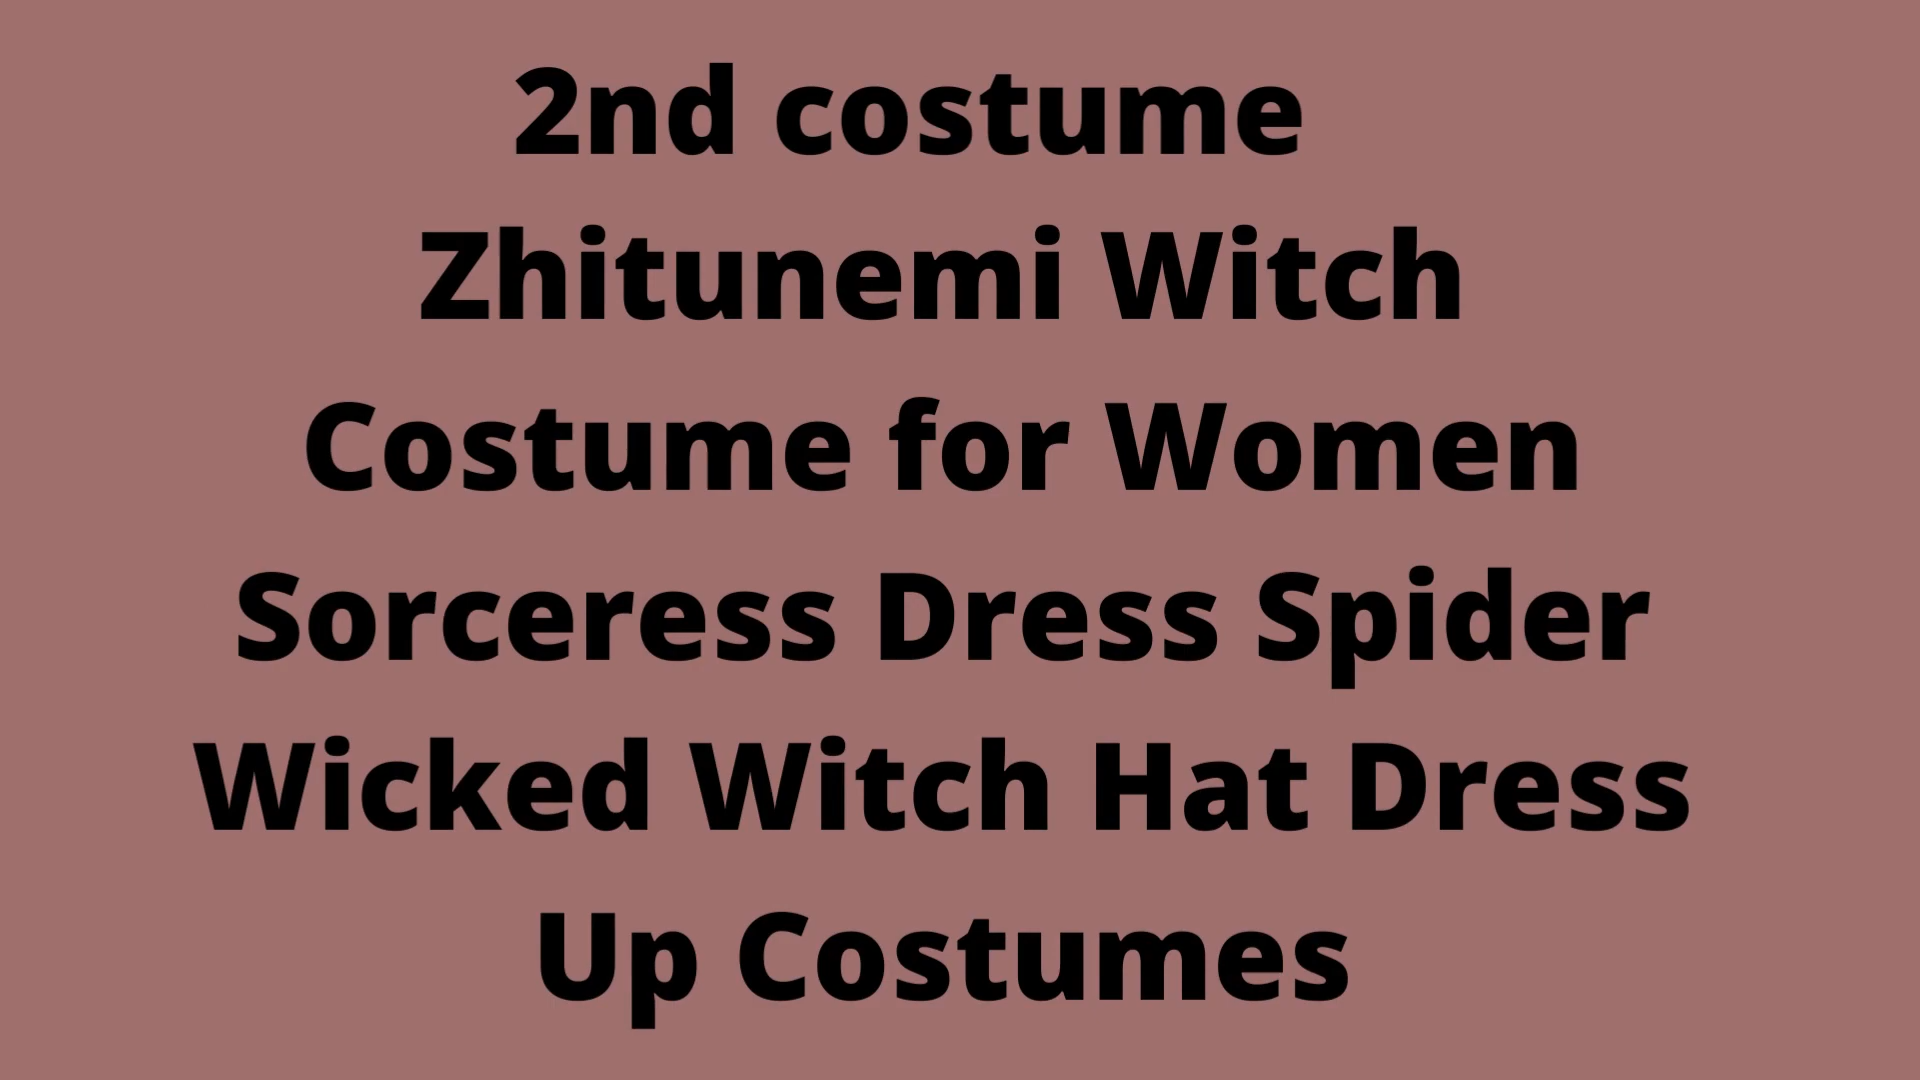 2nd costume
Zhitunemi Witch
Costume for Women
Sorceress Dress Spider
Wicked Witch Hat Dress
Up Costumes